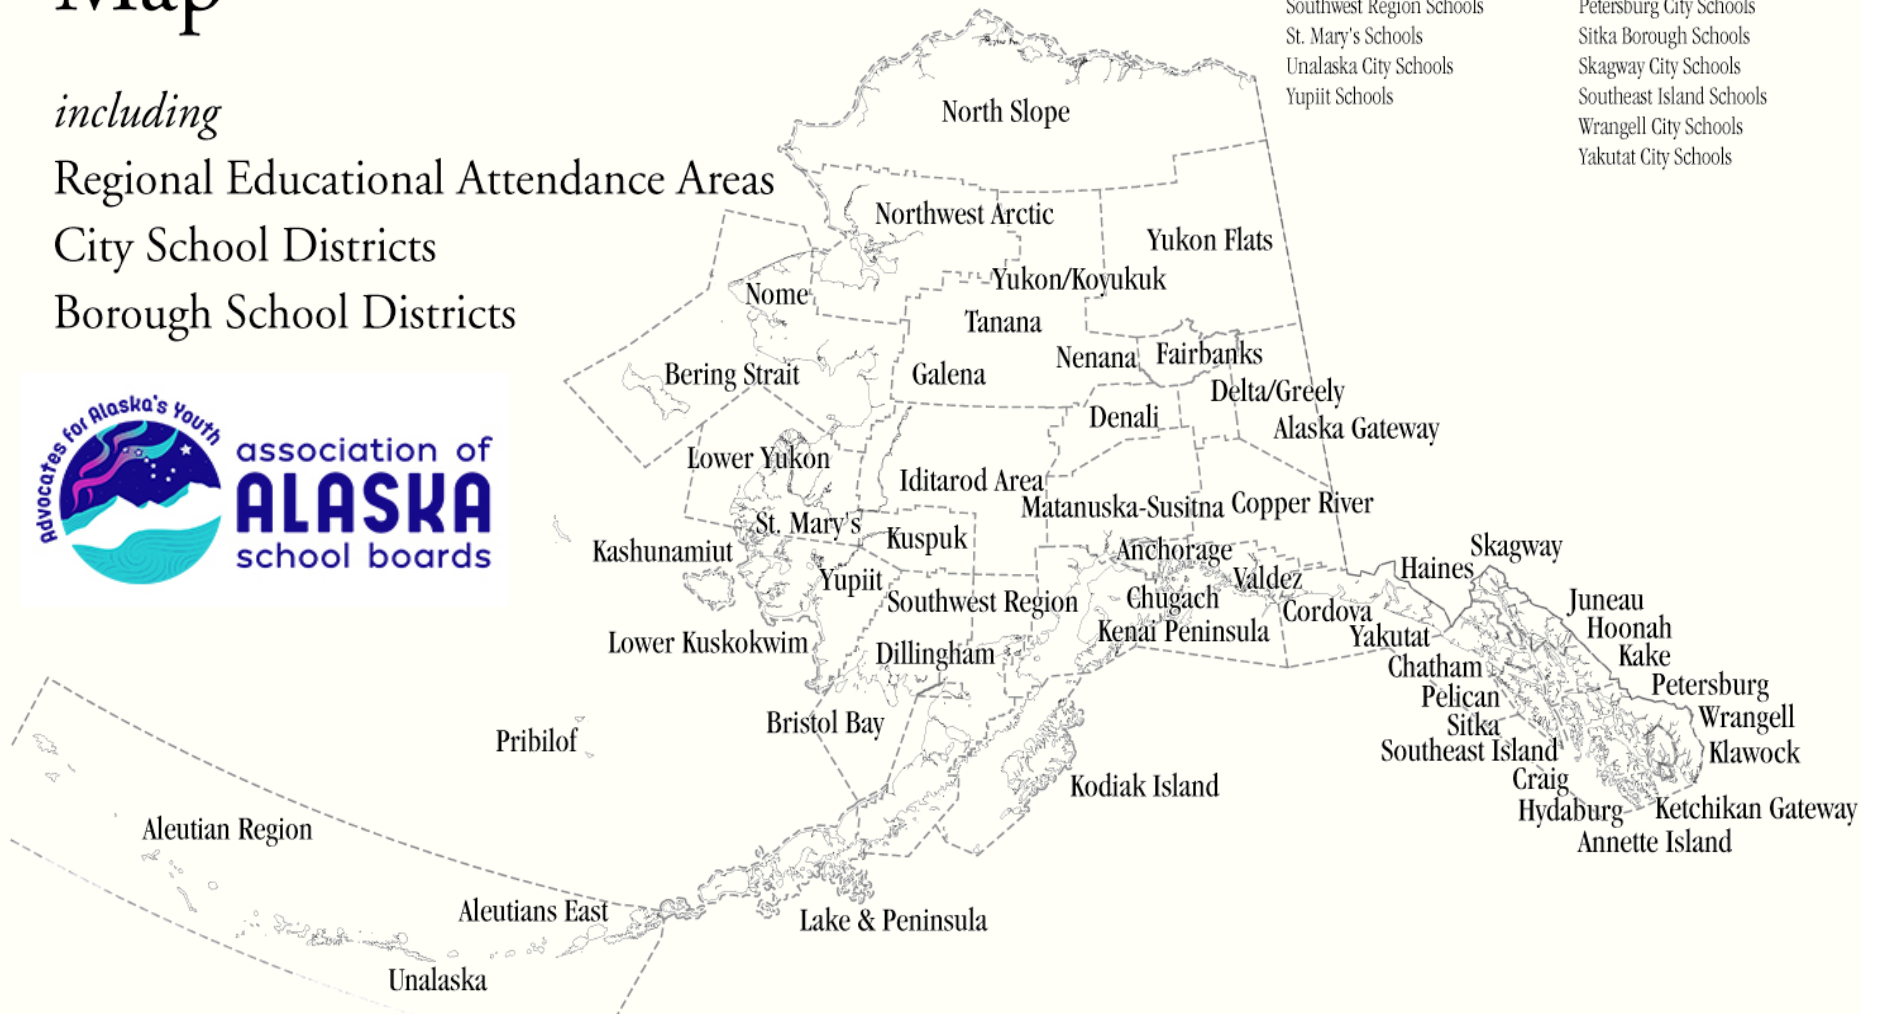 Map
including
Regional Educational Attendance Areas
City School Districts
Borough School Districts
Advocates for Alaska's Youth
association of
ALASKA
school boards
Southwest Region Schools
St. Mary's Schools
Unalaska City Schools
Yupiit Schools
Petersburg City Schools
Sitka Borough Schools
Skagway City Schools
Southeast Island Schools
Wrangell City Schools
Yakutat City Schools
North Slope
Northwest Arctic
Yukon Flats
Yukon/Koyukuk
Nome
Tanana
Nenana
Fairbanks
Bering Strait
Galena
Delta/Greely
Denali
Alaska Gateway
Lower Yukon
Iditarod Area
Matanuska-Susitna
Copper River
St. Mary's
Kuspuk
Kashunamiut
Anchorage
Skagway
Haines
Yupiit
Valdez
Southwest Region
Chugach
Juneau
Cordova
Hoonah
Kenai Peninsula
Yakutat
Lower Kuskokwim
Dillingham
Kake
Chatham
Petersburg
Pelican
Wrangell
Bristol Bay
Sitka
Pribilof
Southeast Island
Klawock
Craig
Kodiak Island
Hydaburg
Ketchikan Gateway
Aleutian Region
Annette Island
Aleutians East
Lake & Peninsula
Unalaska